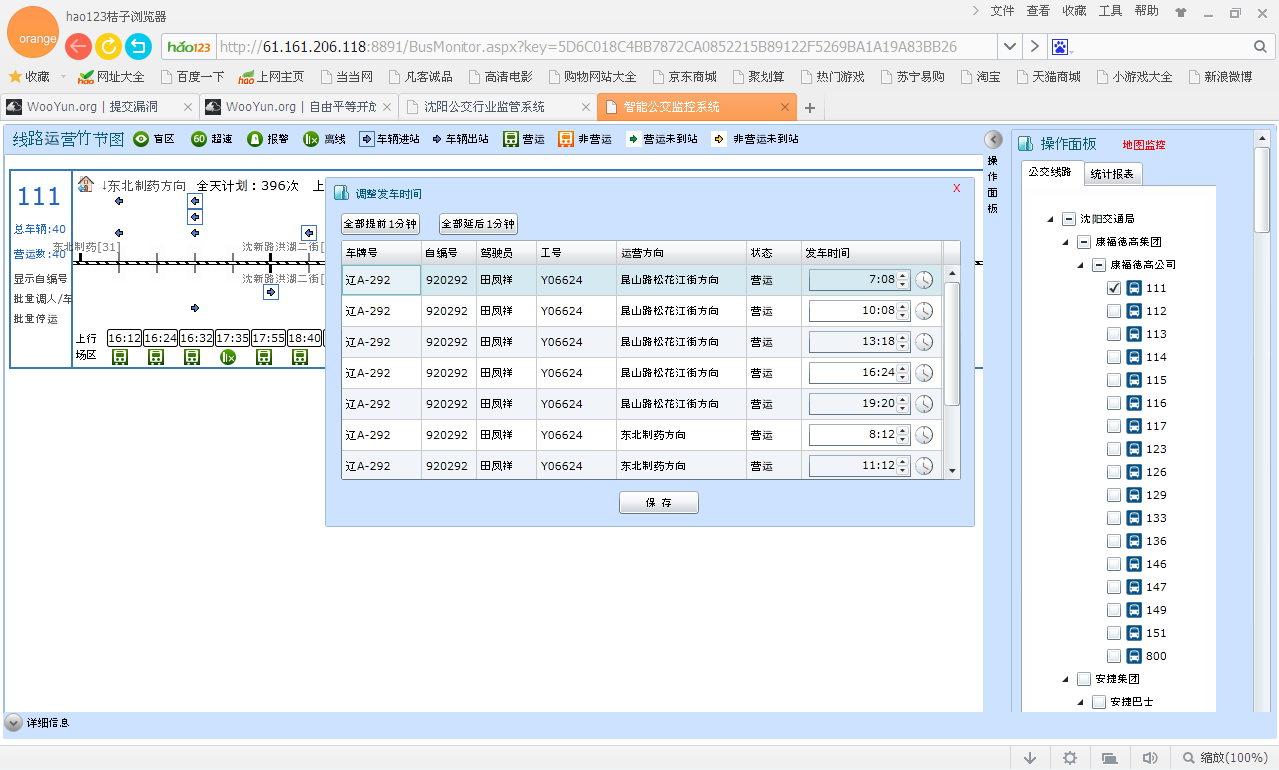 hao123桔子浏览器
文件 查看 收藏 工具 帮助
orange
hao123 http://61.161.206.118:8891/BusMonitor.aspx?key=
收藏 网址大全 百度一下 上网主页 当当网 凡客诚品 高清电影 购物网站大全 京东商城 聚划算 热门游戏 苏宁易购 淘宝 天猫商城 小游戏大全 新浪微博
WooYun.org | 提交漏洞
WooYun.org | 自由平等开放
沈阳公交行业监管系统
智能公交监控系统
线路运营竹节图 盲区 60 超速 报警 离线 车辆进站 车辆出站 营运 非营运 营运未到站 非营运未到站
操作面板
操作面板 地图监控
公交线路 统计报表
111
总车辆:40
营运数:40
显示自编号
批量调人/车
批量停运
↓东北制药方向 全天计划：396次 上
东北制药[31]
沈新路洪湖二街[
沈新路洪湖二街[
上行 16:12 16:24 16:32 17:35 17:55 18:40
场区
调整发车时间 X
全部提前1分钟 全部延后1分钟
车牌号 自编号 驾驶员 工号 运营方向 状态 发车时间
辽A-292 920292 田凤祥 Y06624 昆山路松花江街方向 营运 7:08
辽A-292 920292 田凤祥 Y06624 昆山路松花江街方向 营运 10:08
辽A-292 920292 田凤祥 Y06624 昆山路松花江街方向 营运 13:18
辽A-292 920292 田凤祥 Y06624 昆山路松花江街方向 营运 16:24
辽A-292 920292 田凤祥 Y06624 昆山路松花江街方向 营运 19:20
辽A-292 920292 田凤祥 Y06624 东北制药方向 营运 8:12
辽A-292 920292 田凤祥 Y06624 东北制药方向 营运 11:12
保 存
沈阳交通局
康福德高集团
康福德高公司
111
112
113
114
115
116
117
123
126
129
133
136
146
147
149
151
800
安捷集团
安捷巴士
详细信息
缩放(100%)